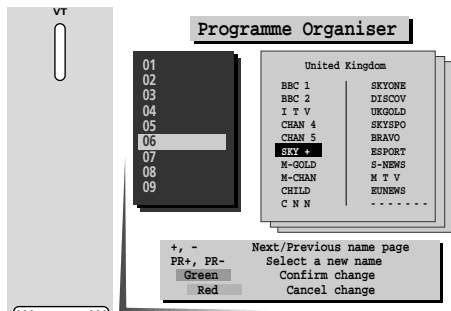 VT
Programme Organiser
01
02
03
04
05
06
07
08
09
United Kingdom
BBC 1 SKYONE
BBC 2 DISCOV
I T V UKGOLD
CHAN 4 SKYSPO
CHAN 5 BRAVO
SKY + ESPORT
M-GOLD S-NEWS
M-CHAN M T V
CHILD EUNEWS
C N N - - - - - - -
+, - Next/Previous name page
PR+, PR- Select a new name
Green Confirm change
Red Cancel change